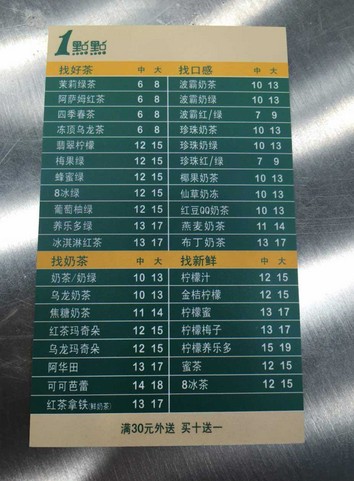 1點點
找好茶 中 大
茉莉绿茶 6 8
阿萨姆红茶 6 8
四季春茶 6 8
冻顶乌龙茶 6 8
翡翠柠檬 12 15
梅果绿 12 15
蜂蜜绿 12 15
8冰绿 12 15
葡萄柚绿 12 15
养乐多绿 13 17
冰淇淋红茶 13 17
找口感 中 大
波霸奶茶 10 13
波霸奶绿 10 13
波霸红/绿 7 9
珍珠奶茶 10 13
珍珠奶绿 10 13
珍珠红/绿 7 9
椰果奶茶 10 13
仙草奶冻 10 13
红豆QQ奶茶 10 13
燕麦奶茶 11 14
布丁奶茶 13 17
找奶茶 中 大
奶茶/奶绿 10 13
乌龙奶茶 10 13
焦糖奶茶 11 14
红茶玛奇朵 12 15
乌龙玛奇朵 12 15
阿华田 13 17
可可芭蕾 14 18
红茶拿铁(鲜奶茶) 13 17
找新鲜 中 大
柠檬汁 12 15
金桔柠檬 12 15
柠檬蜜 13 17
柠檬梅子 13 17
柠檬养乐多 15 19
蜜茶 12 15
8冰茶 12 15
满30元外送 买十送一